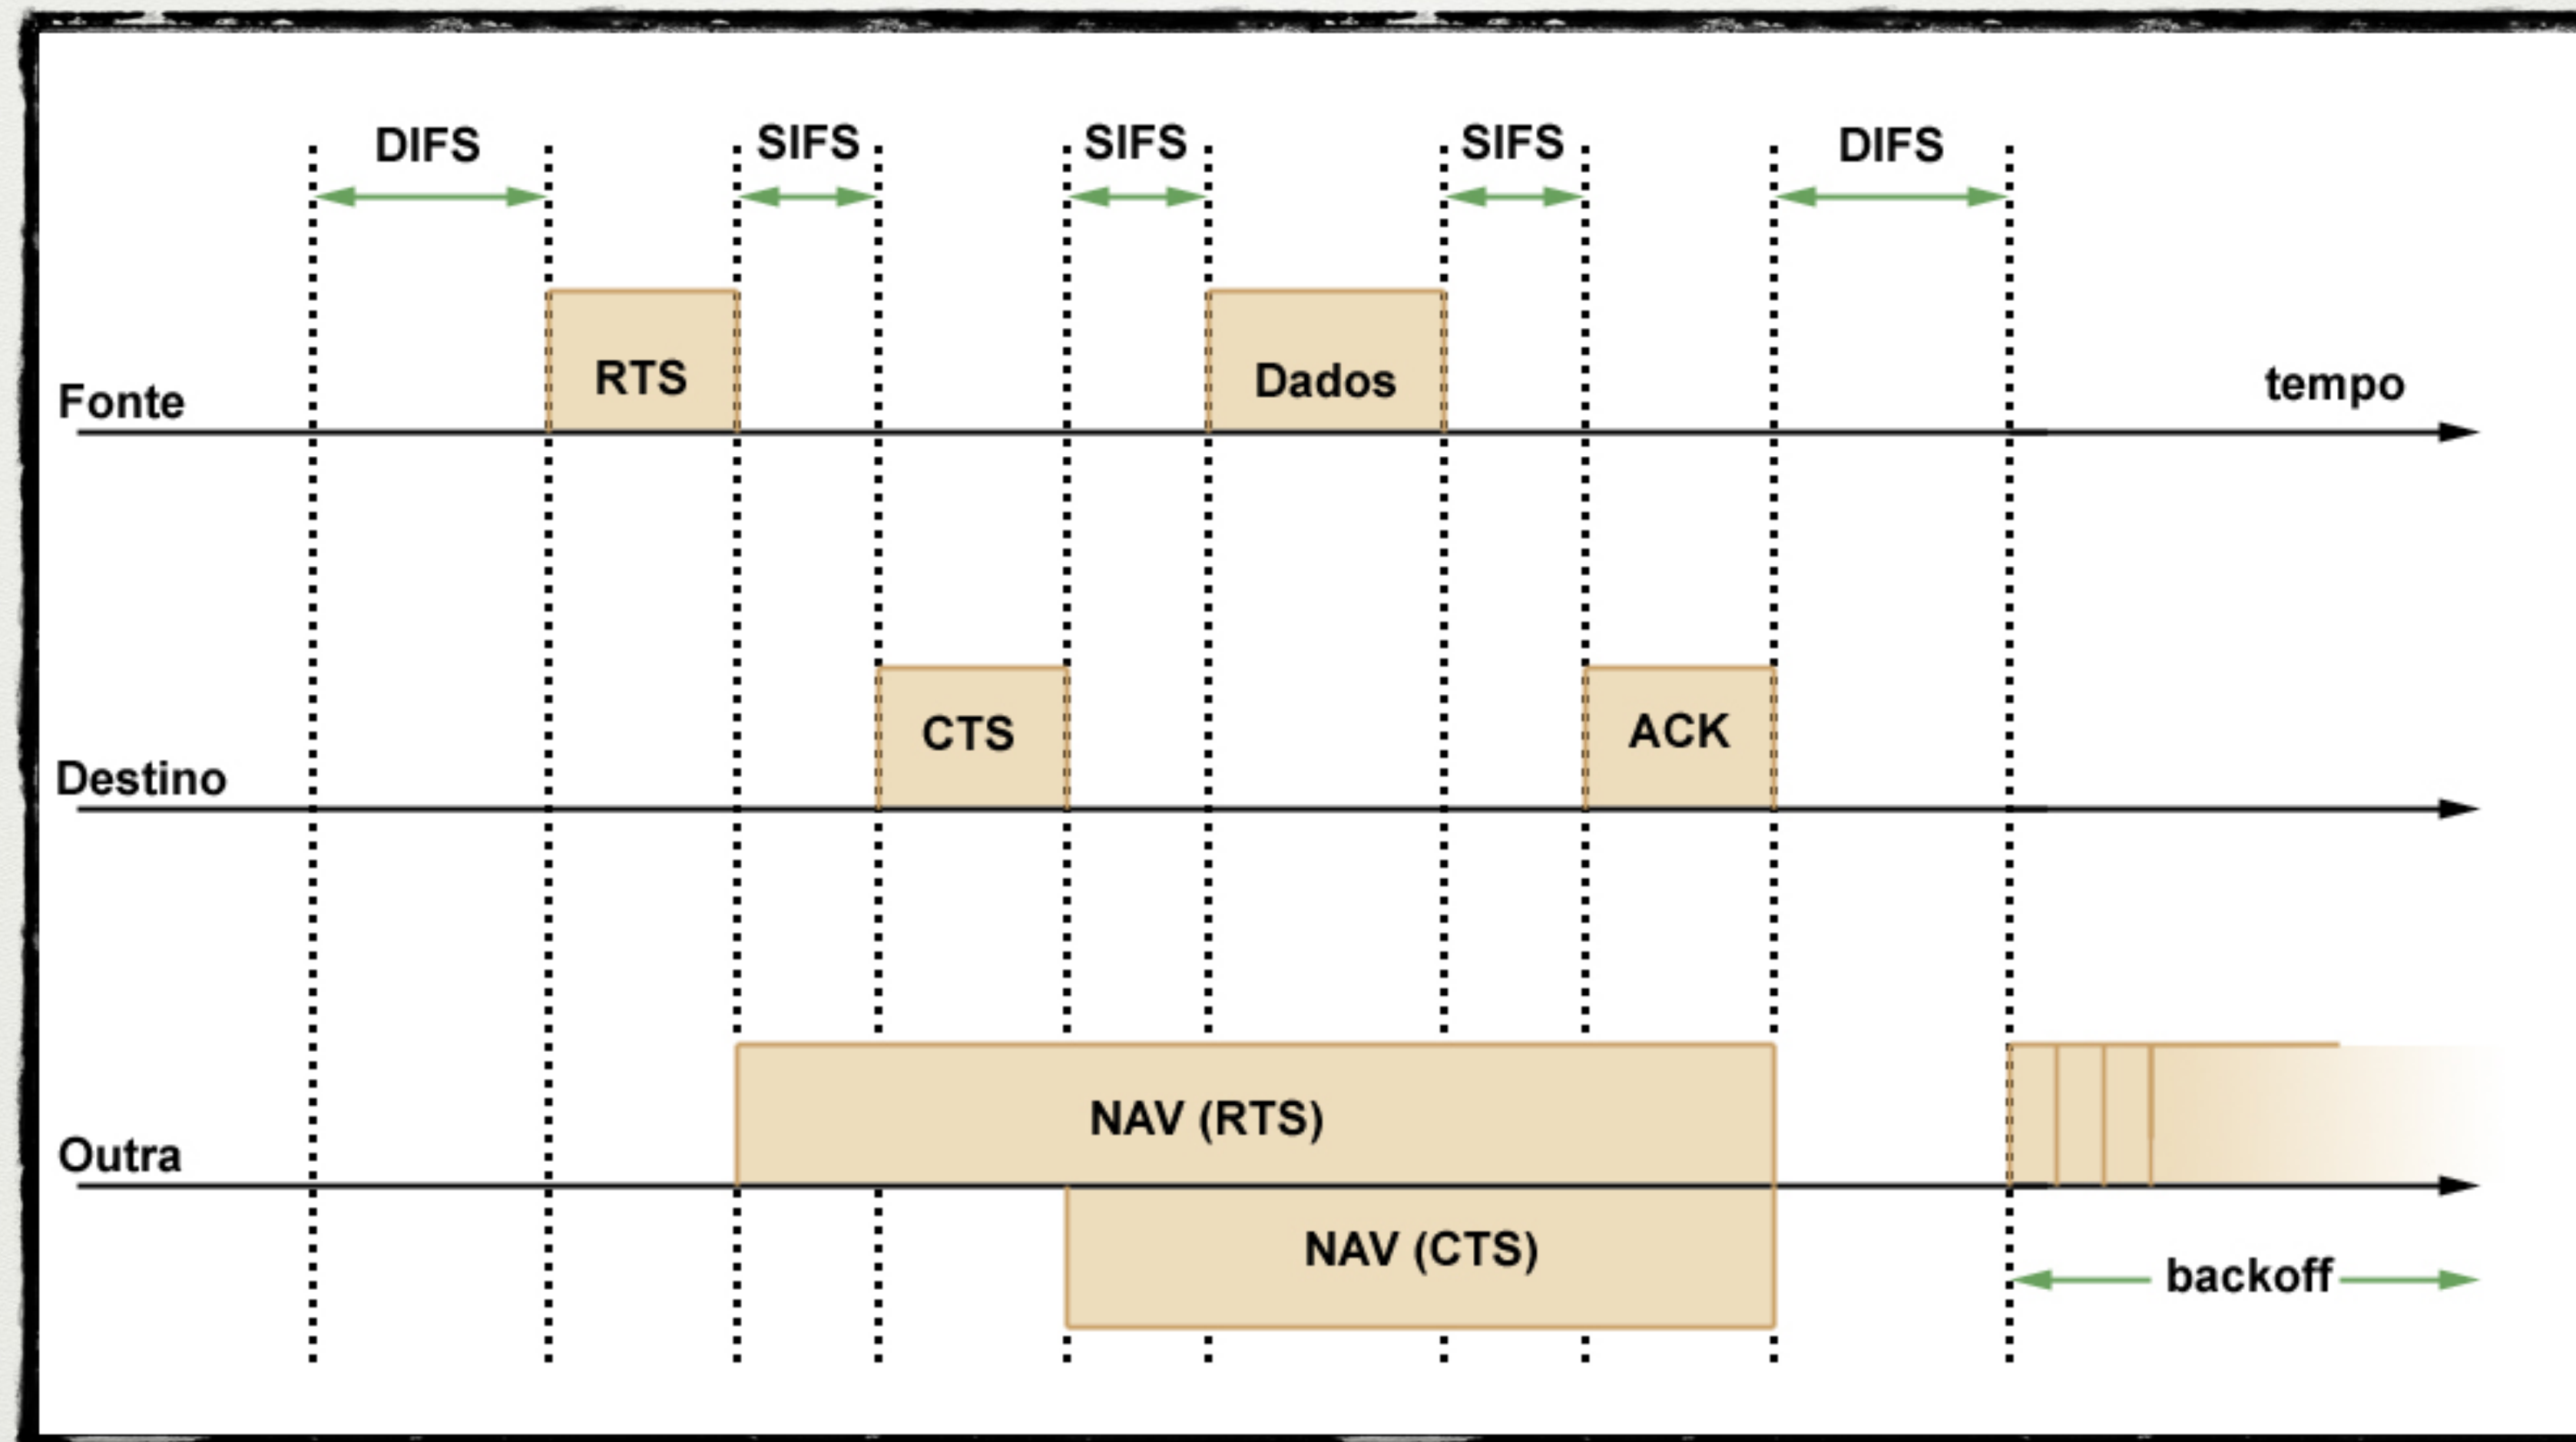 DIFS SIFS SIFS SIFS DIFS
RTS Dados tempo
Fonte
CTS ACK
Destino
NAV (RTS)
Outra
NAV (CTS)
backoff